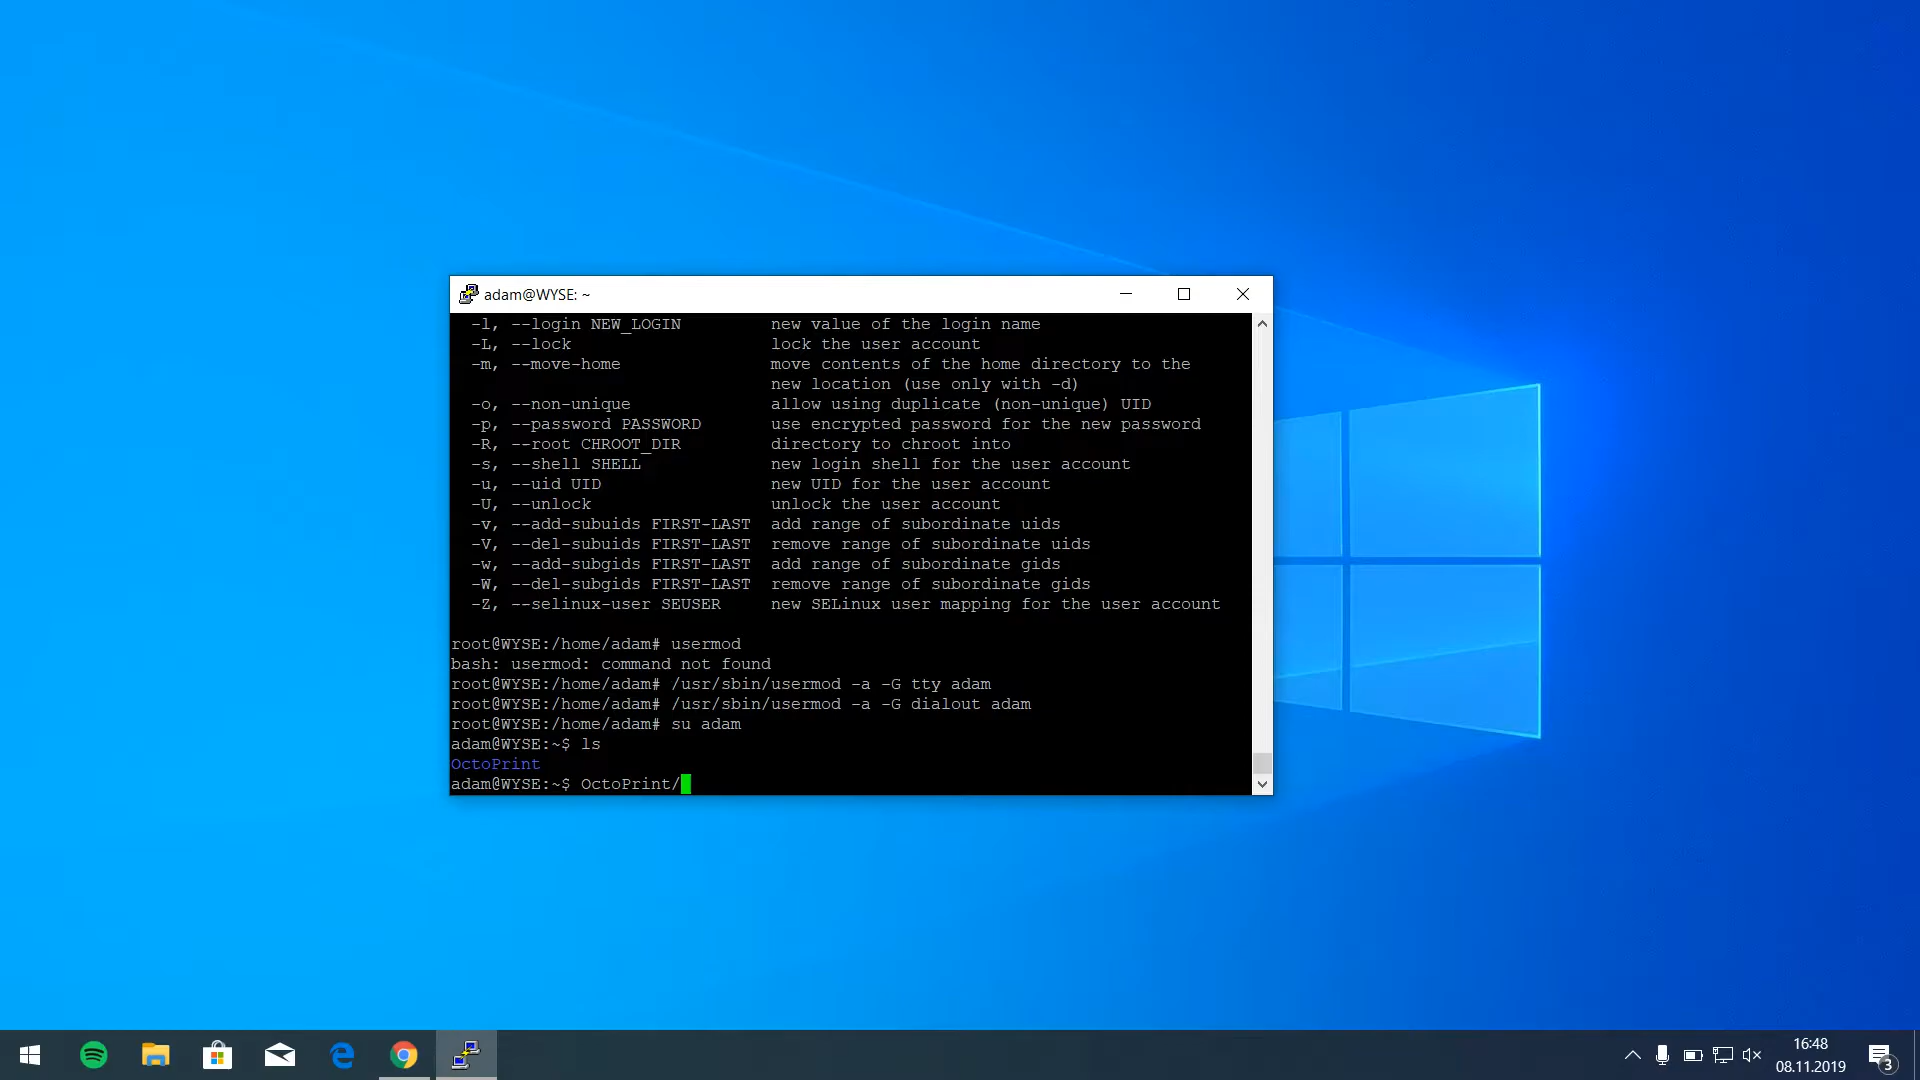 adam@WYSE: ~
-l, --login NEW_LOGIN         new value of the login name
-L, --lock                    lock the user account
-m, --move-home               move contents of the home directory to the
                              new location (use only with -d)
-o, --non-unique              allow using duplicate (non-unique) UID
-p, --password PASSWORD       use encrypted password for the new password
-R, --root CHROOT_DIR         directory to chroot into
-s, --shell SHELL             new login shell for the user account
-u, --uid UID                 new UID for the user account
-U, --unlock                  unlock the user account
-v, --add-subuids FIRST-LAST  add range of subordinate uids
-V, --del-subuids FIRST-LAST  remove range of subordinate uids
-w, --add-subgids FIRST-LAST  add range of subordinate gids
-W, --del-subgids FIRST-LAST  remove range of subordinate gids
-Z, --selinux-user SEUSER     new SELinux user mapping for the user account
root@WYSE:/home/adam# usermod
bash: usermod: command not found
root@WYSE:/home/adam# /usr/sbin/usermod -a -G tty adam
root@WYSE:/home/adam# /usr/sbin/usermod -a -G dialout adam
root@WYSE:/home/adam# su adam
adam@WYSE:~$ ls
OctoPrint
adam@WYSE:~$ OctoPrint/
16:48
08.11.2019
3